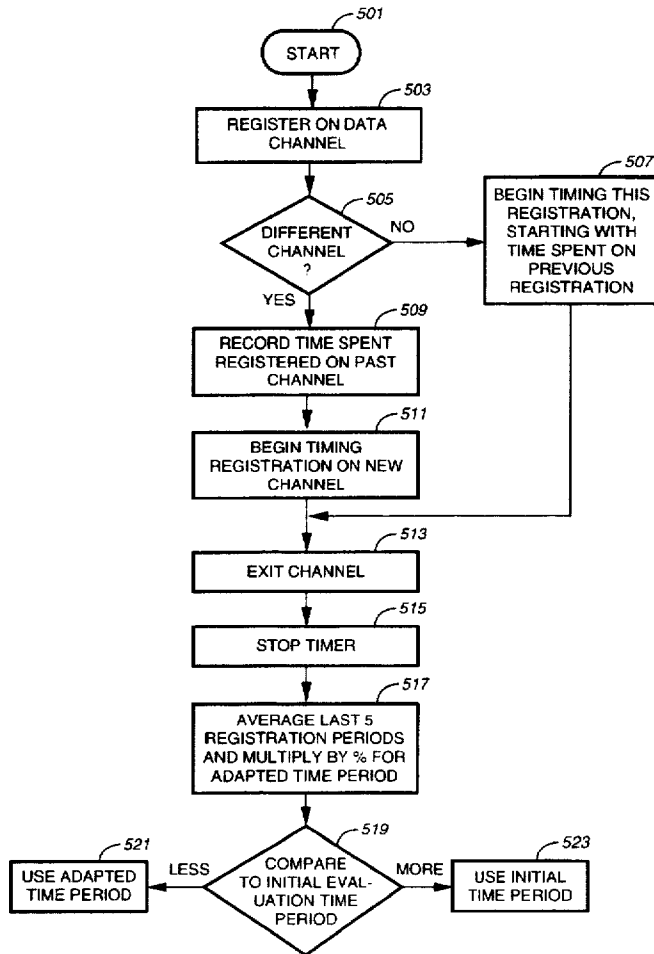 501
START
503
REGISTER ON DATA
CHANNEL
505
DIFFERENT
CHANNEL
?
NO
YES
507
BEGIN TIMING THIS
REGISTRATION,
STARTING WITH
TIME SPENT ON
PREVIOUS
REGISTRATION
509
RECORD TIME SPENT
REGISTERED ON PAST
CHANNEL
511
BEGIN TIMING
REGISTRATION ON NEW
CHANNEL
513
EXIT CHANNEL
515
STOP TIMER
517
AVERAGE LAST 5
REGISTRATION PERIODS
AND MULTIPLY BY % FOR
ADAPTED TIME PERIOD
519
COMPARE
TO INITIAL EVAL-
UATION TIME
PERIOD
LESS
MORE
521
USE ADAPTED
TIME PERIOD
523
USE INITIAL
TIME PERIOD